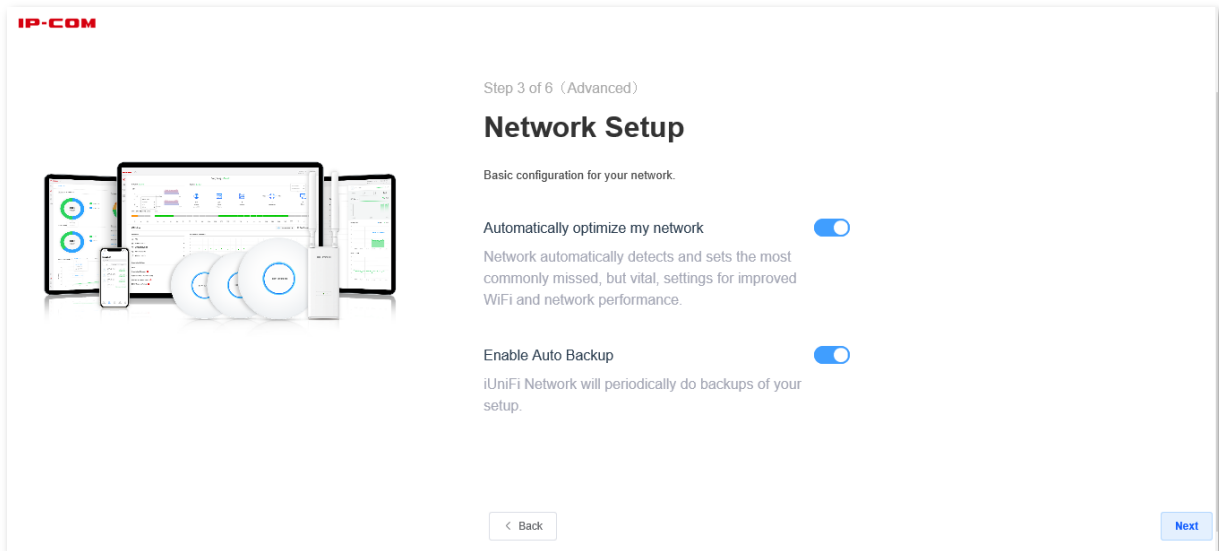 IP-COM
Step 3 of 6（Advanced）
Network Setup
Basic configuration for your network.
Automatically optimize my network
Network automatically detects and sets the most
commonly missed, but vital, settings for improved
WiFi and network performance.
Enable Auto Backup
iUniFi Network will periodically do backups of your
setup.
Back
Next